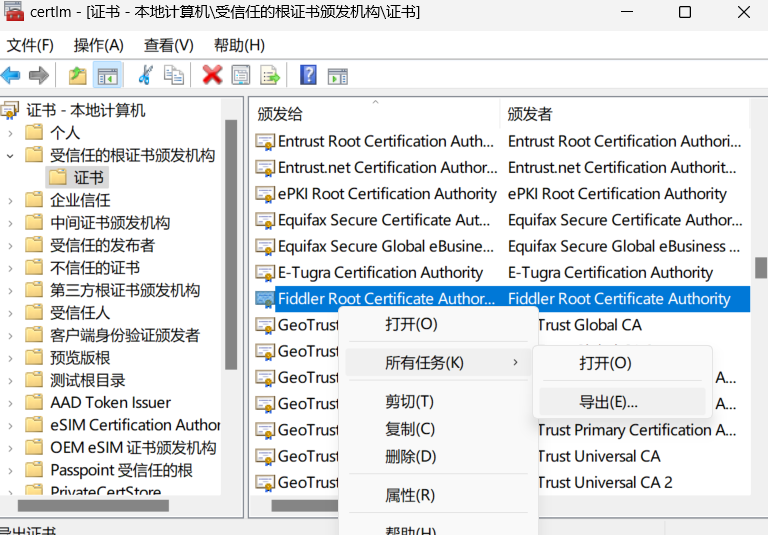 certlm - [证书 - 本地计算机\受信任的根证书颁发机构\证书]
文件(F) 操作(A) 查看(V) 帮助(H)
证书 - 本地计算机
个人
受信任的根证书颁发机构
证书
企业信任
中间证书颁发机构
受信任的发布者
不信任的证书
第三方根证书颁发机构
受信任人
客户端身份验证颁发者
预览版根
测试根目录
AAD Token Issuer
eSIM Certification Author
OEM eSIM 证书颁发机构
Passpoint 受信任的根
PrivateCertStore
颁发给 颁发者
Entrust Root Certification Auth... Entrust Root Certification Authori...
Entrust.net Certification Author... Entrust.net Certification Authorit...
ePKI Root Certification Authority ePKI Root Certification Authority
Equifax Secure Certificate Aut... Equifax Secure Certificate Author...
Equifax Secure Global eBusine... Equifax Secure Global eBusiness ...
E-Tugra Certification Authority E-Tugra Certification Authority
Fiddler Root Certificate Author... Fiddler Root Certificate Authority
GeoTrust Trust Global CA
GeoTrust
GeoTrust A...
GeoTrust A...
GeoTrust Trust Primary Certification A...
GeoTrust Trust Universal CA
GeoTrust Trust Universal CA 2
打开(O)
所有任务(K)
剪切(T)
复制(C)
删除(D)
属性(R)
帮助(H)
打开(O)
导出(E)...
导出证书